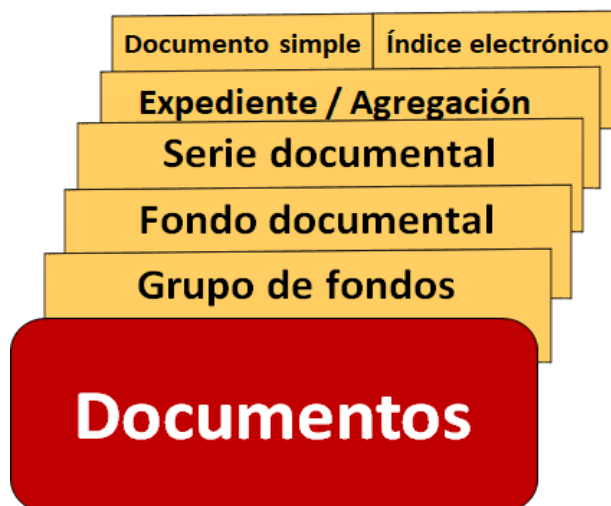 Documento simple Índice electrónico
Expediente / Agregación
Serie documental
Fondo documental
Grupo de fondos
Documentos